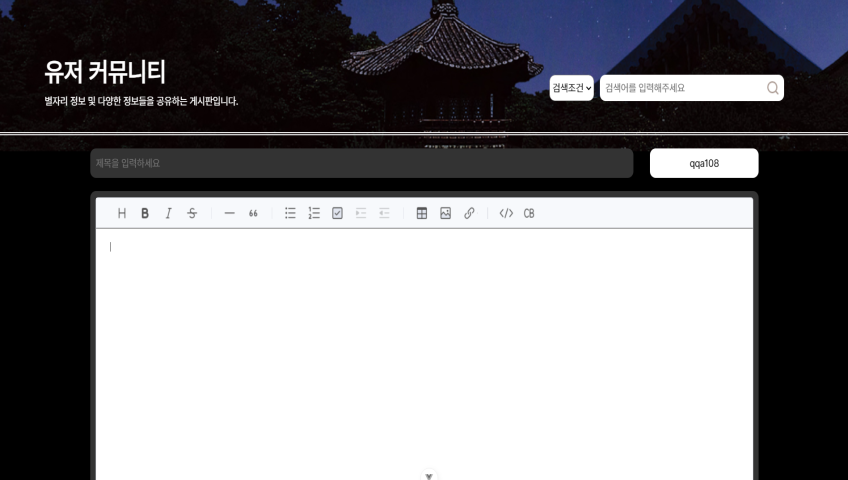 유저 커뮤니티
별자리 정보 및 다양한 정보들을 공유하는 게시판입니다.
검색조건
검색어를 입력해주세요
제목을 입력하세요
qqa108
H B I S — 66 </> CB